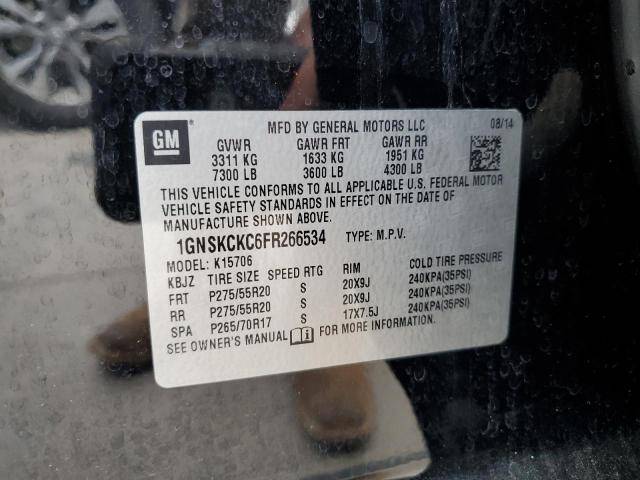 GM
MFD BY GENERAL MOTORS LLC 08/14
GVWR GAWR FRT GAWR RR
3311 KG 1633 KG 1951 KG
7300 LB 3600 LB 4300 LB
THIS VEHICLE CONFORMS TO ALL APPLICABLE U.S. FEDERAL MOTOR
VEHICLE SAFETY STANDARDS IN EFFECT ON THE DATE OF
MANUFACTURE SHOWN ABOVE.
1GNSKCKC6FR266534 TYPE: M.P.V.
MODEL: K15706
KBJZ TIRE SIZE SPEED RTG RIM COLD TIRE PRESSURE
FRT P275/55R20 S 20X9J 240KPA(35PSI)
RR P275/55R20 S 20X9J 240KPA(35PSI)
SPA P265/70R17 S 17X7.5J 240KPA(35PSI)
SEE OWNER'S MANUAL FOR MORE INFORMATION.